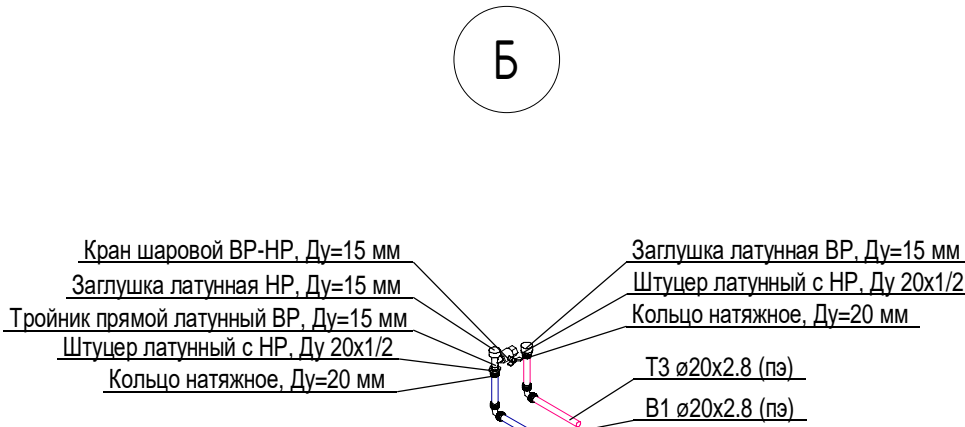 Б
Кран шаровой ВР-НР, Ду=15 мм
Заглушка латунная НР, Ду=15 мм
Тройник прямой латунный ВР, Ду=15 мм
Штуцер латунный с НР, Ду 20х1/2
Кольцо натяжное, Ду=20 мм
Заглушка латунная ВР, Ду=15 мм
Штуцер латунный с НР, Ду 20х1/2
Кольцо натяжное, Ду=20 мм
Т3 ø20х2.8 (пэ)
В1 ø20х2.8 (пэ)